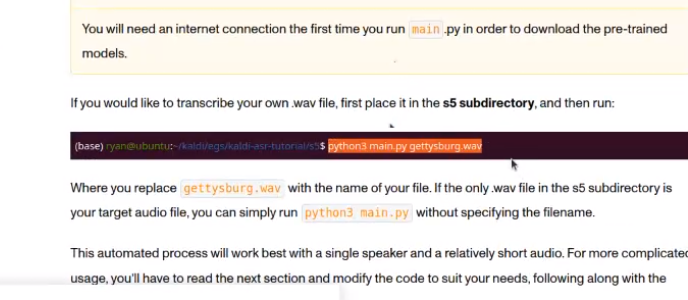 You will need an internet connection the first time you run main .py in order to download the pre-trained
models.
If you would like to transcribe your own .wav file, first place it in the s5 subdirectory, and then run:
(base) ryan@ubuntu:~/kaldi/egs/kaldi-asr-tutorial/s5$ python3 main.py gettysburg.wav
Where you replace gettysburg.wav with the name of your file. If the only .wav file in the s5 subdirectory is
your target audio file, you can simply run python3 main.py without specifying the filename.
This automated process will work best with a single speaker and a relatively short audio. For more complicated
usage, you'll have to read the next section and modify the code to suit your needs, following along with the